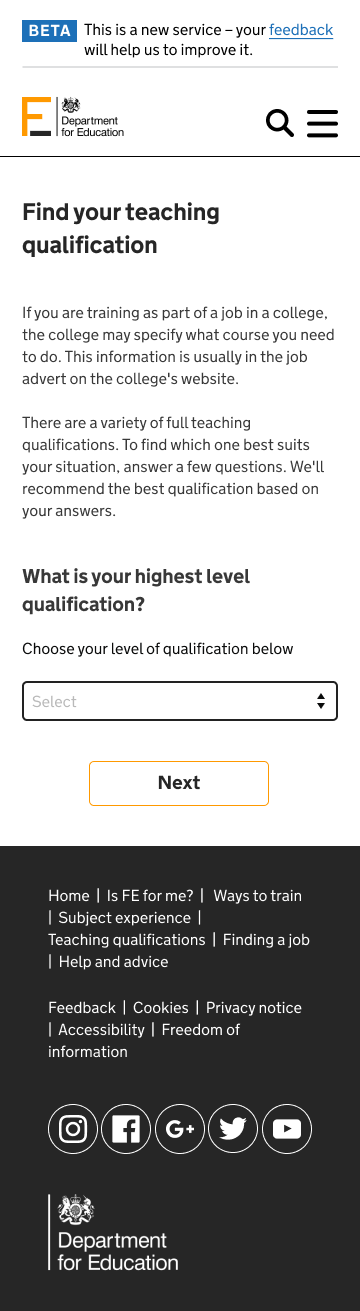 BETA This is a new service – your feedback
will help us to improve it.
Department
for Education
Find your teaching
qualification
If you are training as part of a job in a college,
the college may specify what course you need
to do. This information is usually in the job
advert on the college's website.
There are a variety of full teaching
qualifications. To find which one best suits
your situation, answer a few questions. We'll
recommend the best qualification based on
your answers.
What is your highest level
qualification?
Choose your level of qualification below
Select
Next
Home | Is FE for me? | Ways to train
| Subject experience |
Teaching qualifications | Finding a job
| Help and advice
Feedback | Cookies | Privacy notice
| Accessibility | Freedom of
information
G+
Department
for Education